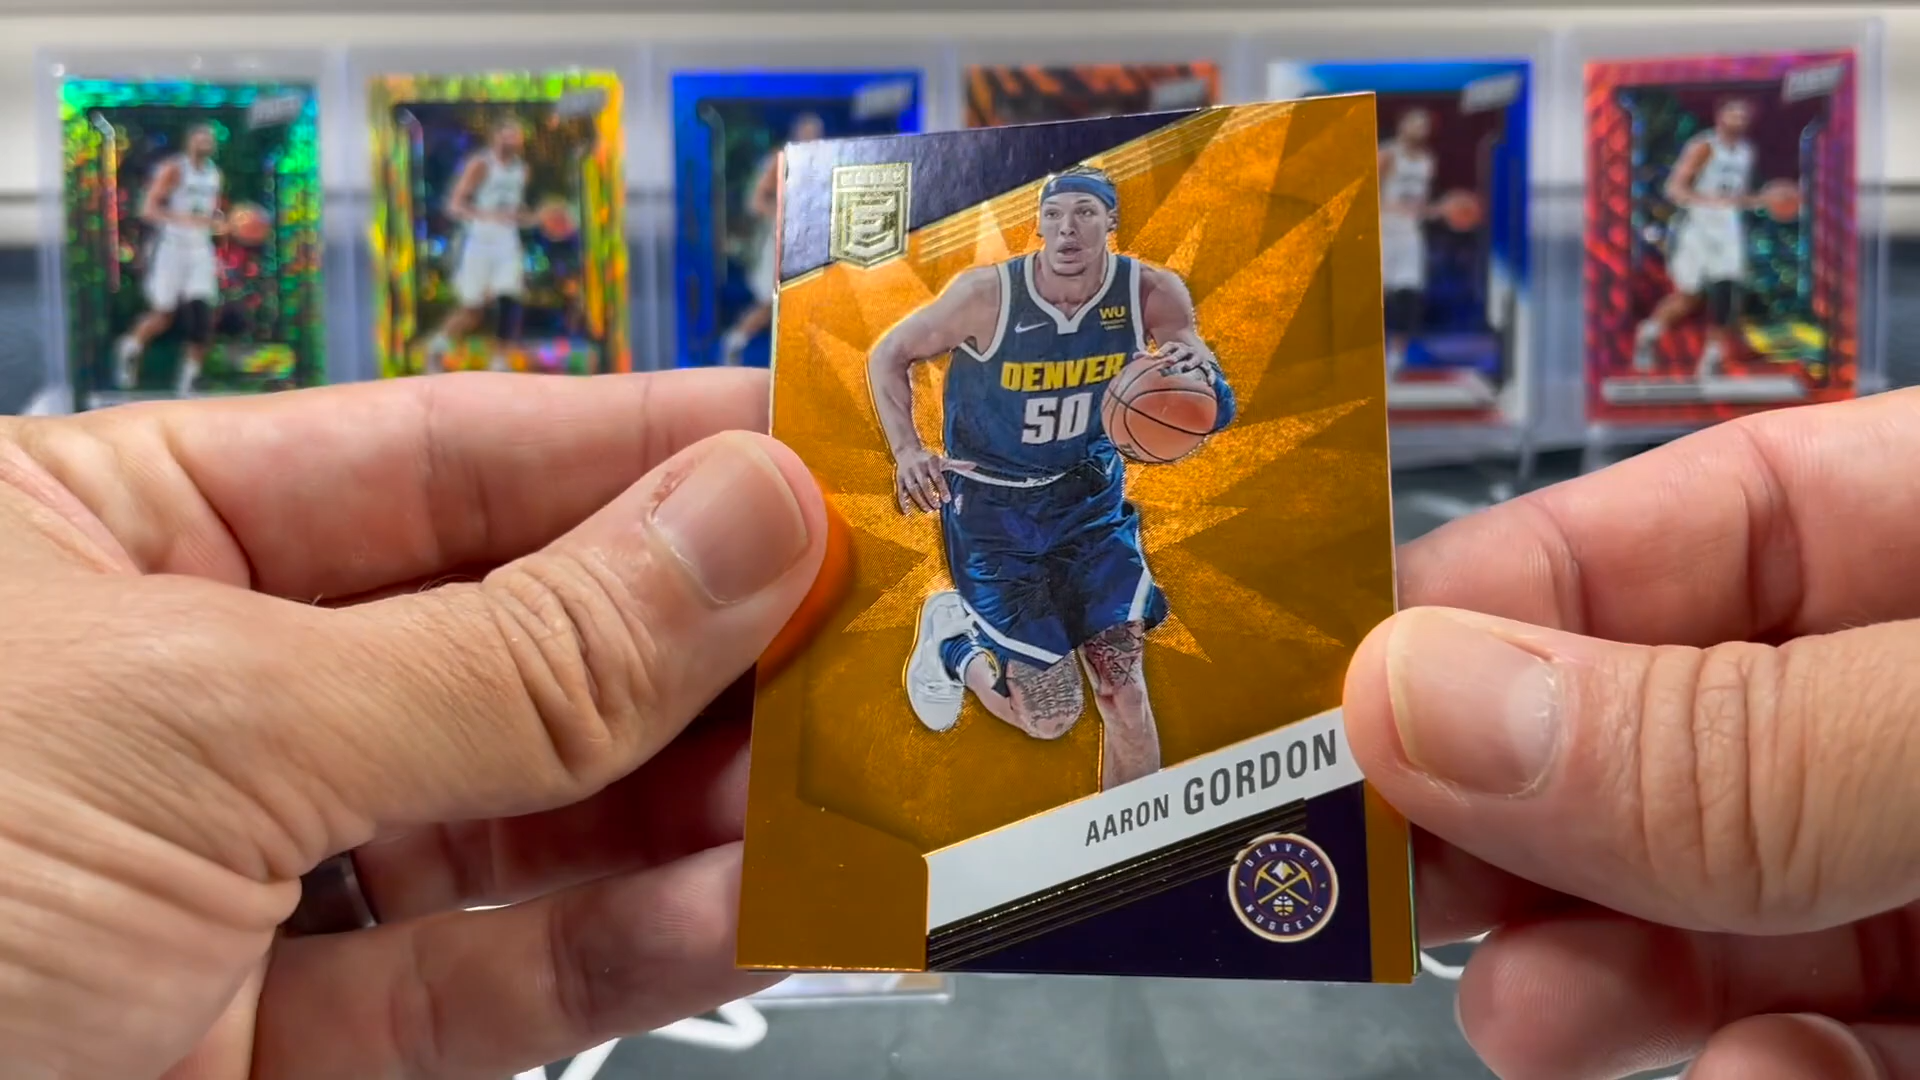 ELITE
WU
DENVER
50
AARON GORDON
DENVER
NUGGETS